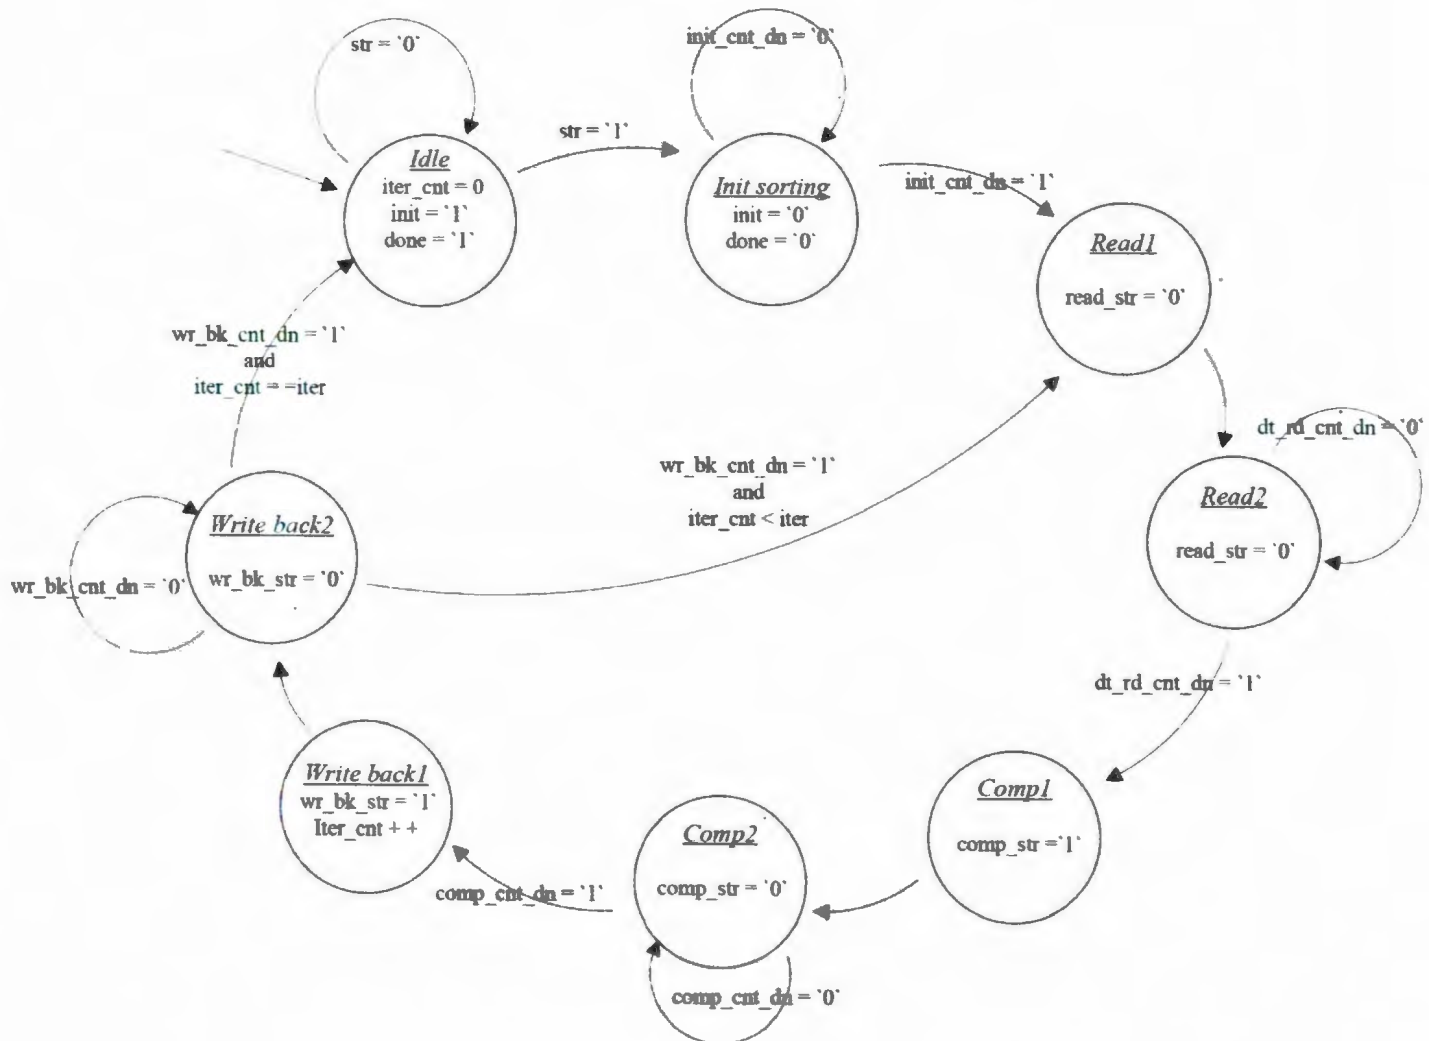 str = `0`
init_cnt_dn = `0`
str = `1`
Idle
iter_cnt = 0
init = `1`
done = `1`
Init sorting
init = `0`
done = `0`
init_cnt_dn = `1`
Read1
read_str = `0`
wr_bk_cnt_dn = `1`
and
iter_cnt = =iter
dt_rd_cnt_dn = `0`
wr_bk_cnt_dn = `1`
and
iter_cnt < iter
Read2
read_str = `0`
Write back2
wr_bk_str = `0`
wr_bk_cnt_dn = `0`
dt_rd_cnt_dn = `1`
Write back1
wr_bk_str = `1`
Iter_cnt + +
Comp1
comp_str =`1`
Comp2
comp_str = `0`
comp_cnt_dn = `1`
comp_cnt_dn = `0`